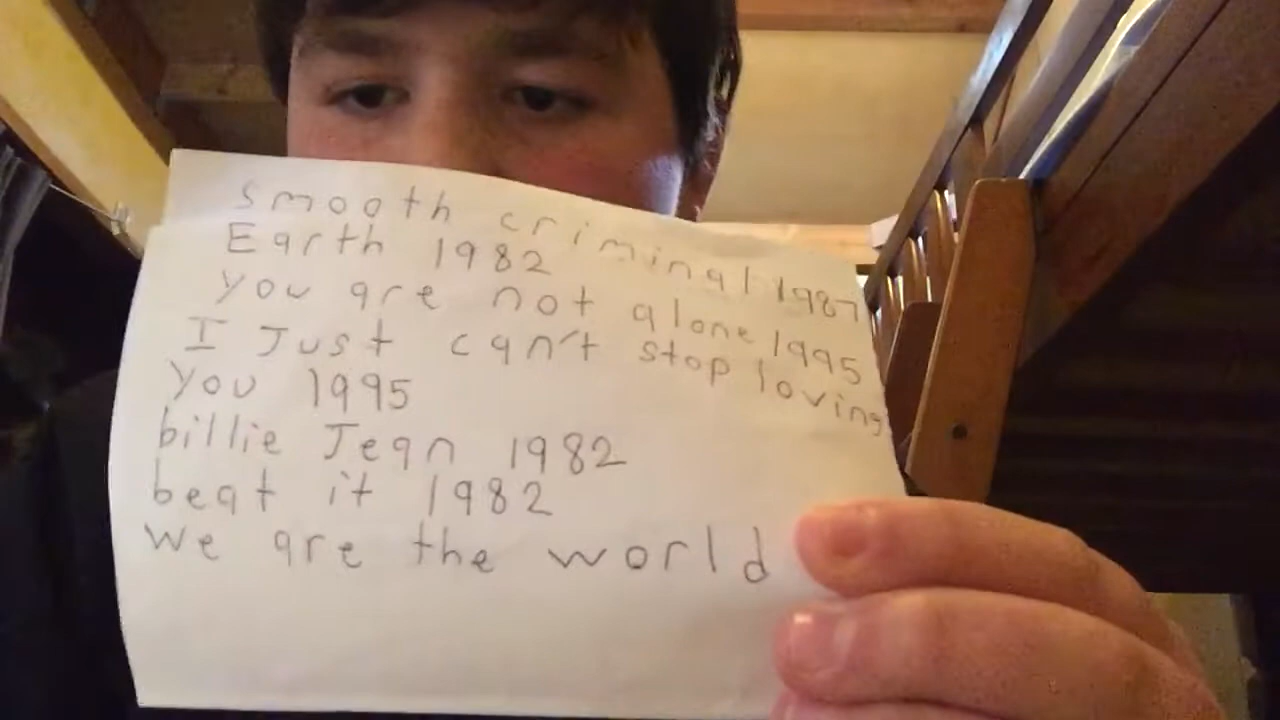 Smooth criminal 1987
Earth 1982
you are not alone 1995
I Just can't stop loving
you 1995
billie Jean 1982
beat it 1982
we are the world